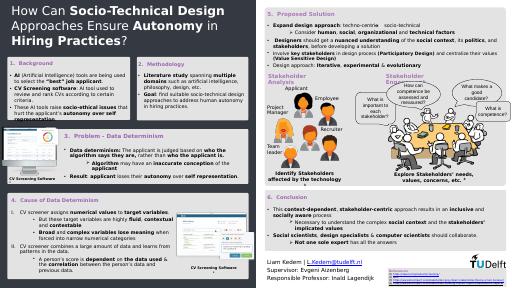 How Can Socio-Technical Design
Approaches Ensure Autonomy in
Hiring Practices?
1. Background
• AI (Artificial Intelligence) tools are being used
to select the "best" job applicant.
• CV Screening software: AI tool used to review
and rank CVs according to certain
criteria.
• These AI tools raise socio-ethical issues that
hurt the applicant's autonomy over self
representation.
2. Methodology
• Literature study spanning multiple
domains such as artificial intelligence,
philosophy, design, etc.
• Goal: find suitable socio-technical design
approaches to address human autonomy
in hiring practices.
CV Screening Software
3. Problem – Data Determinism
• Data determinism: The applicant is judged based on who the
algorithm says they are, rather than who the applicant is.
➢ Algorithm may have an inaccurate conception of the
applicant
• Result: applicant loses their autonomy over self representation.
4. Cause of Data Determinism
I. CV screener assigns numerical values to target variables.
• But these target variables are highly fluid, contextual
and contestable
• Broad and complex variables lose meaning when
forced into narrow numerical categories
II. CV screener combines a large amount of data and learns from
patterns in the data.
• A person's score is dependent on the data used &
the correlation between the person's data and
previous data.
CV Screening Software
5. Proposed Solution
• Expand design approach: techno-centric socio-technical
➢ Consider human, social, organizational and technical factors
• Designers should get a nuanced understanding of the social context, its politics, and
stakeholders, before developing a solution
• Involve key stakeholders in design process (Participatory Design) and centralise their values
(Value Sensitive Design)
• Design approach: Iterative, experimental & evolutionary
Stakeholder
Analysis
Applicant
Project
Manager
Employee
Recruiter
Team
leader
Identify Stakeholders
affected by the technology
Stakeholder
What is
important to
each
stakeholder?
How can
competence be
assessed and
measured?
What makes a
good
candidate?
What is
competence?
Explore Stakeholders' needs,
values, concerns, etc. *
6. Conclusion
• This context-dependent, stakeholder-centric approach results in an inclusive and
socially aware process
➢ Necessary to understand the complex social context and the stakeholders'
implicated values
• Social scientists, design specialists & computer scientists should collaborate.
➢ Not one sole expert has all the answers
Liam Kedem | L.Kedem@tudelft.nl
Supervisor: Evgeni Aizenberg
Responsible Professor: Inald Lagendijk
TUDelft